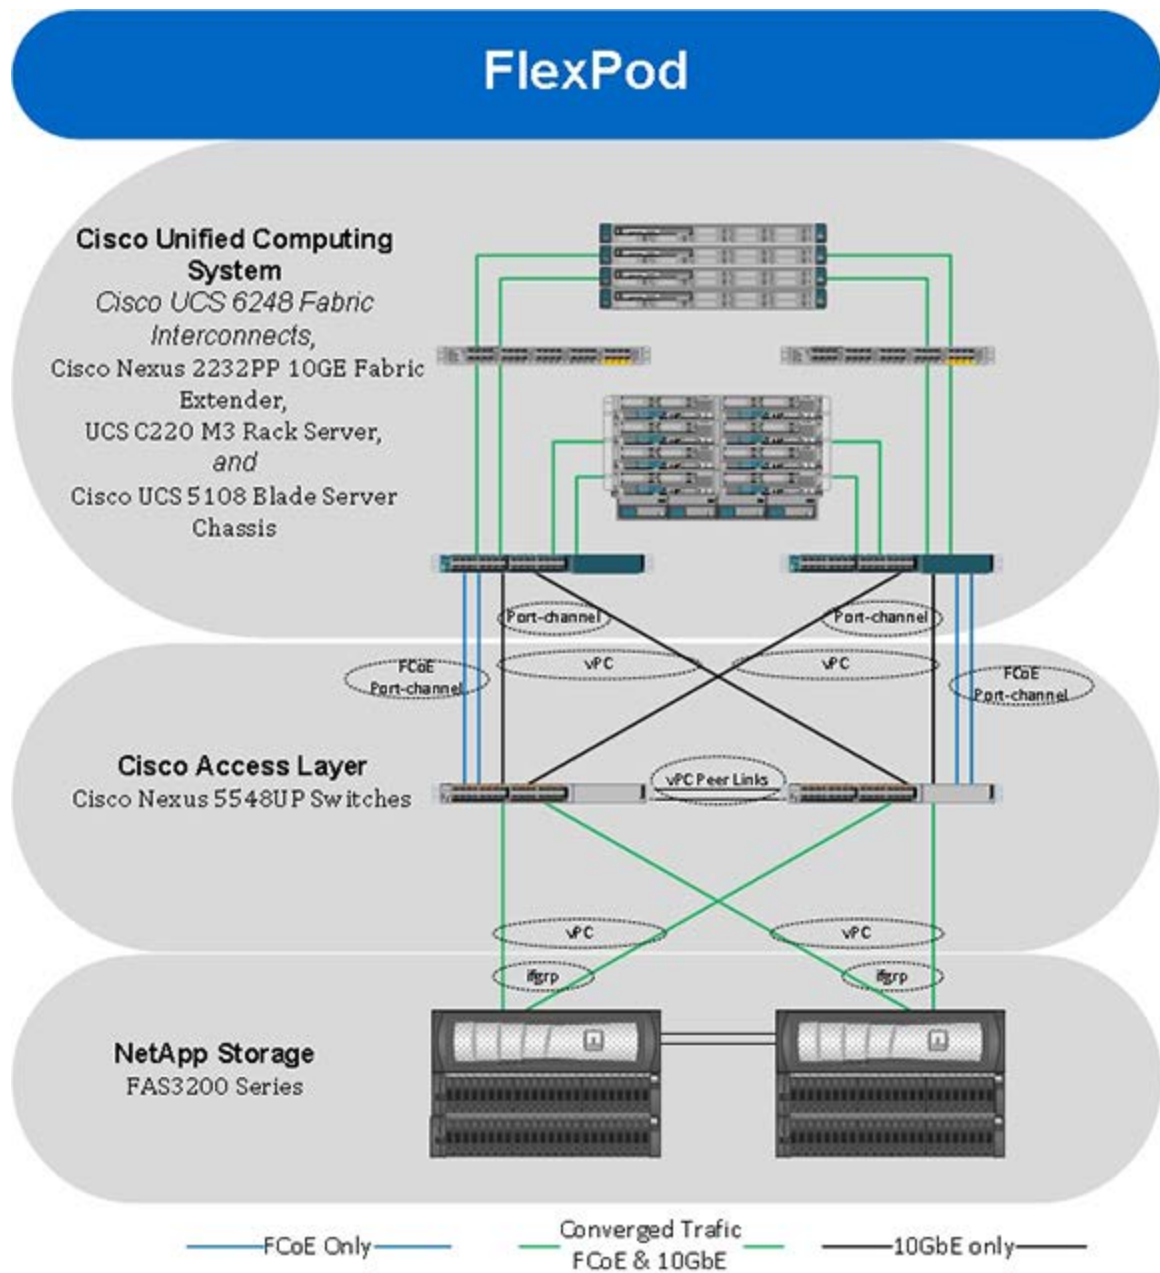 FlexPod
Cisco Unified Computing
System
Cisco UCS 6248 Fabric
Interconnects,
Cisco Nexus 2232PP 10GE Fabric
Extender,
UCS C220 M3 Rack Server,
and
Cisco UCS 5108 Blade Server
Chassis
Port-channel
Port-channel
FCoE
Port-channel
vPC
vPC
FCoE
Port-channel
Cisco Access Layer
Cisco Nexus 5548UP Switches
vPC Peer Links
vPC
vPC
ifgrp
ifgrp
NetApp Storage
FAS3200 Series
FCoE Only
Converged Trafic
FCoE & 10GbE
10GbE only